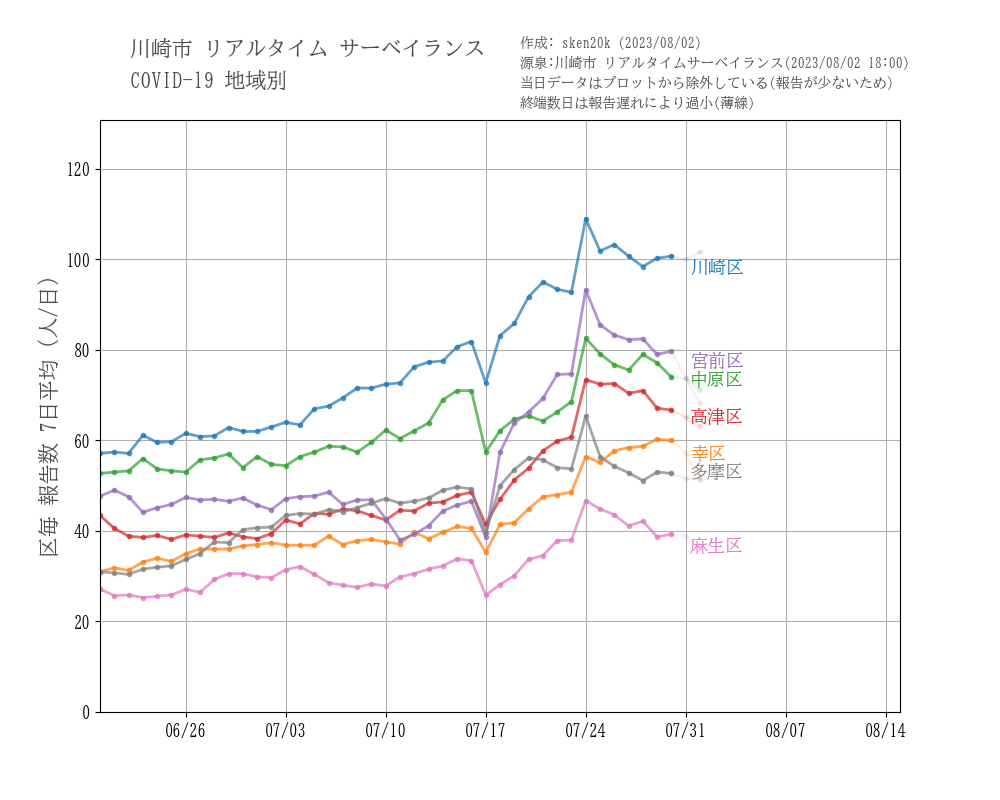 川崎市 リアルタイム サーベイランス
COVID-19 地域別
作成: sken20k (2023/08/02)
源泉:川崎市 リアルタイムサーベイランス(2023/08/02 18:00)
当日データはプロットから除外している(報告が少ないため)
終端数日は報告遅れにより過小(薄線)
区毎 報告数 7日平均 (人/日)
120
100
80
60
40
20
0
川崎区
宮前区
中原区
高津区
幸区
多摩区
麻生区
06/26
07/03
07/10
07/17
07/24
07/31
08/07
08/14